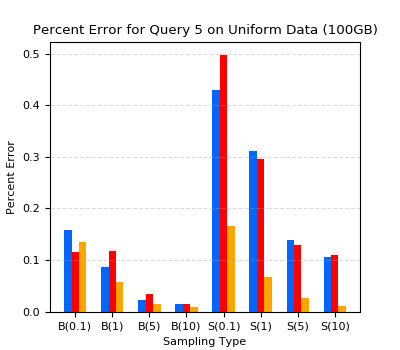 Percent Error for Query 5 on Uniform Data (100GB)
0.5
0.4
0.3
0.2
0.1
0.0
Percent Error
B(0.1) B(1) B(5) B(10) S(0.1) S(1) S(5) S(10)
Sampling Type